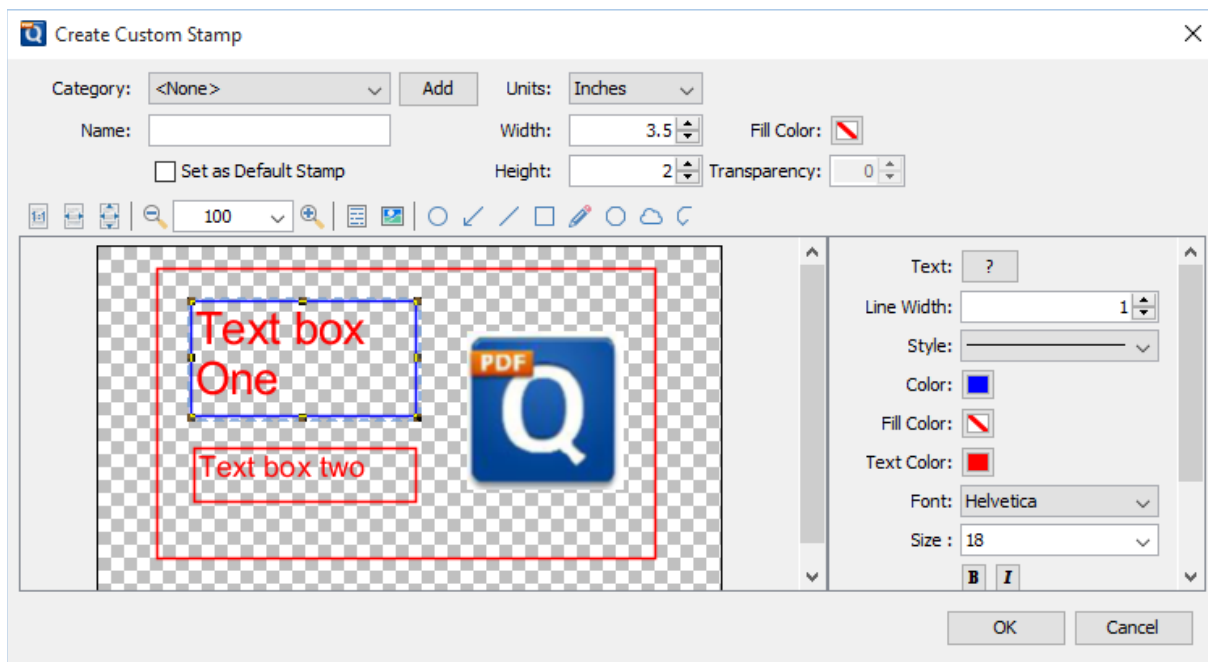 Create Custom Stamp
Category: <None> Add Units: Inches
Name: Width: 3.5 Fill Color:
Set as Default Stamp Height: 2 Transparency: 0
1:1 100
Text: ?
Line Width: 1
Style:
Color:
Fill Color:
Text Color:
Font: Helvetica
Size : 18
B I
Text box
One
PDF
Q
Text box two
OK Cancel